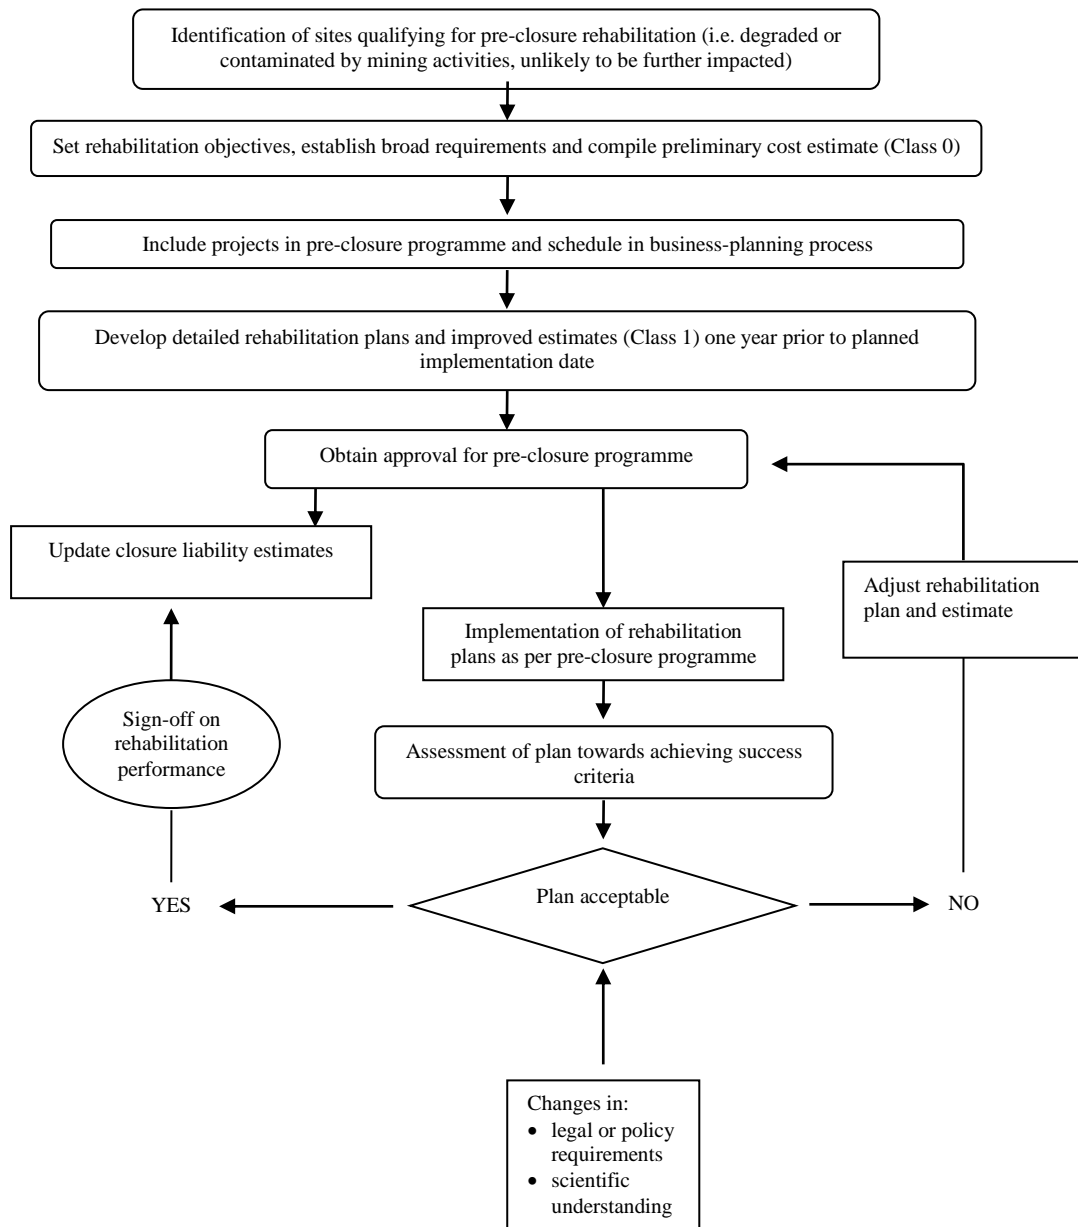 Identification of sites qualifying for pre-closure rehabilitation (i.e. degraded or
contaminated by mining activities, unlikely to be further impacted)
Set rehabilitation objectives, establish broad requirements and compile preliminary cost estimate (Class 0)
Include projects in pre-closure programme and schedule in business-planning process
Develop detailed rehabilitation plans and improved estimates (Class 1) one year prior to planned
implementation date
Obtain approval for pre-closure programme
Update closure liability estimates
Adjust rehabilitation
plan and estimate
Implementation of rehabilitation
plans as per pre-closure programme
Sign-off on
rehabilitation
performance
Assessment of plan towards achieving success
criteria
Plan acceptable
YES
NO
Changes in:
• legal or policy
requirements
• scientific
understanding